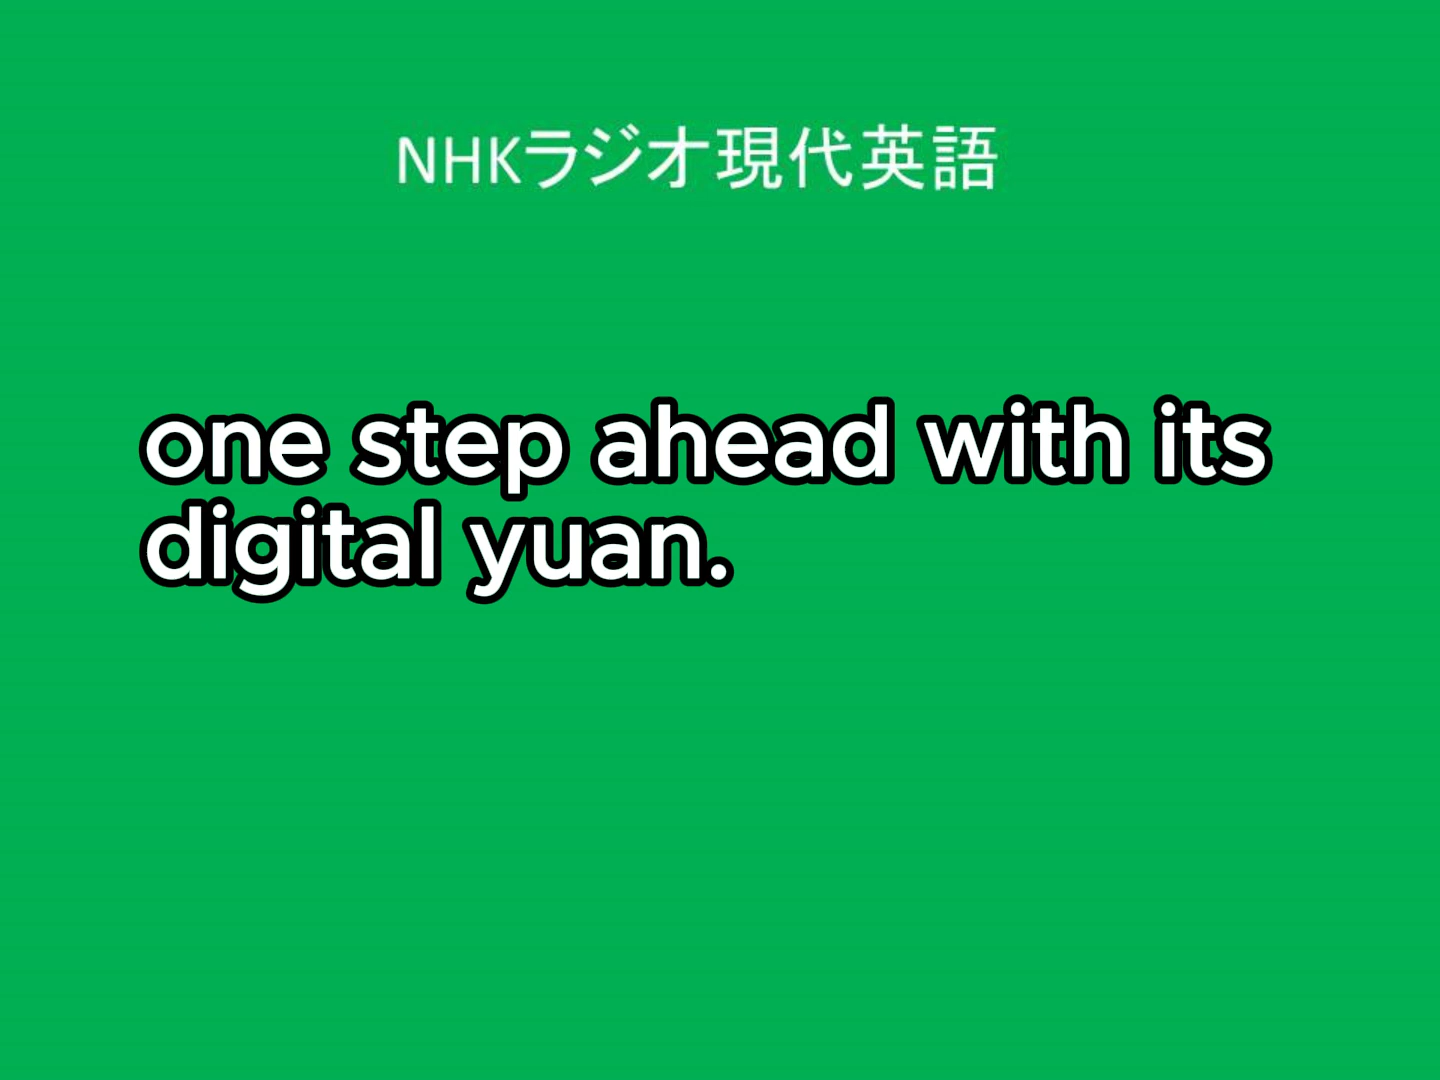 NHKラジオ現代英語
one step ahead with its
digital yuan.